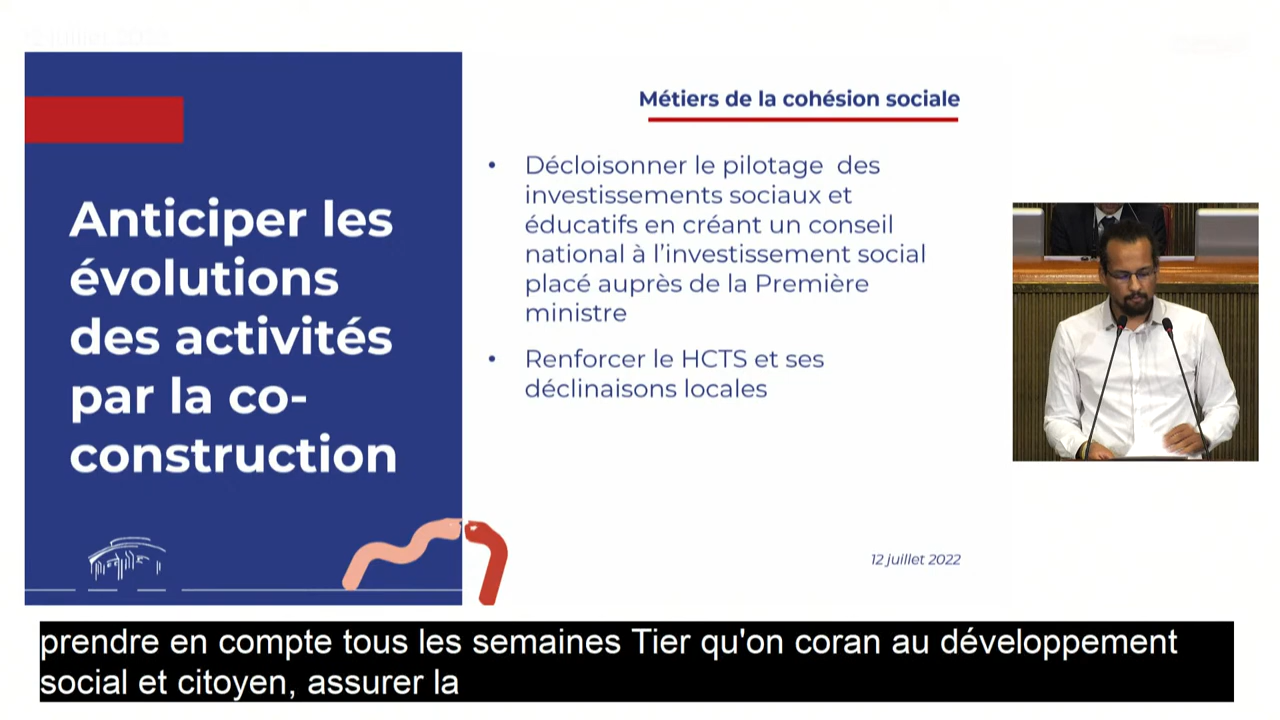 Anticiper les
évolutions
des activités
par la co-
construction
Métiers de la cohésion sociale
• Décloisonner le pilotage des
investissements sociaux et
éducatifs en créant un conseil
national à l'investissement social
placé auprès de la Première
ministre
• Renforcer le HCTS et ses
déclinaisons locales
12 juillet 2022
prendre en compte tous les semaines Tier qu'on coran au développement
social et citoyen, assurer la